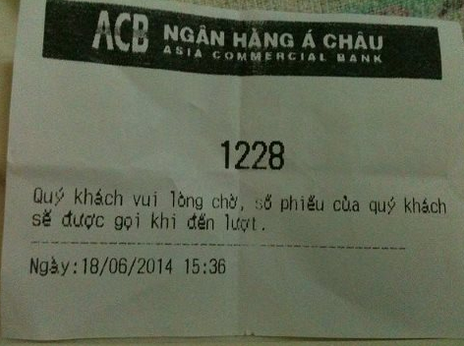 ACB NGÂN HÀNG Á CHÂU
ASIA COMMERCIAL BANK
1228
Quý khách vui lòng chờ, số phiếu của quý khách
sẽ được gọi khi đến lượt.
Ngày:18/06/2014 15:36